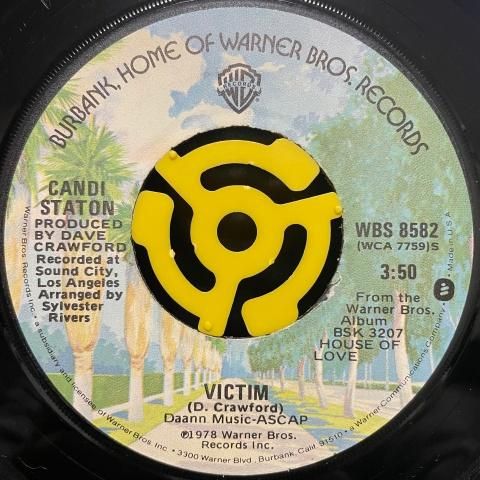 BURBANK, HOME OF WARNER BROS. RECORDS
WB
RECORDS
CANDI
STATON
PRODUCED
BY DAVE
CRAWFORD
Recorded at
Sound City,
Los Angeles
Arranged by
Sylvester
Rivers
WBS 8582
(WCA 7759)S
3:50
From the
Warner Bros.
Album
BSK 3207
HOUSE OF
LOVE
VICTIM
(D. Crawford)
Daann Music-ASCAP
℗1978 Warner Bros.
Records Inc.
Warner Bros. Records Inc. • a subsidiary and licensee of Warner Bros. Inc. • 3300 Warner Blvd., Burbank, Calif. 91510 • a Warner Communications Company • Made in U.S.A.